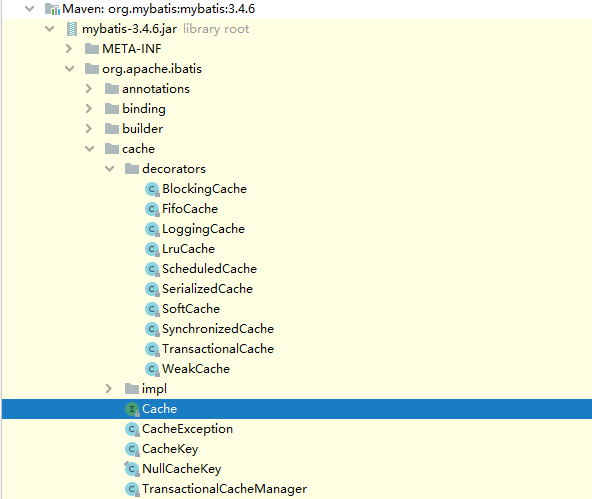 Maven: org.mybatis:mybatis:3.4.6
mybatis-3.4.6.jar library root
META-INF
org.apache.ibatis
annotations
binding
builder
cache
decorators
BlockingCache
FifoCache
LoggingCache
LruCache
ScheduledCache
SerializedCache
SoftCache
SynchronizedCache
TransactionalCache
WeakCache
impl
Cache
CacheException
CacheKey
NullCacheKey
TransactionalCacheManager